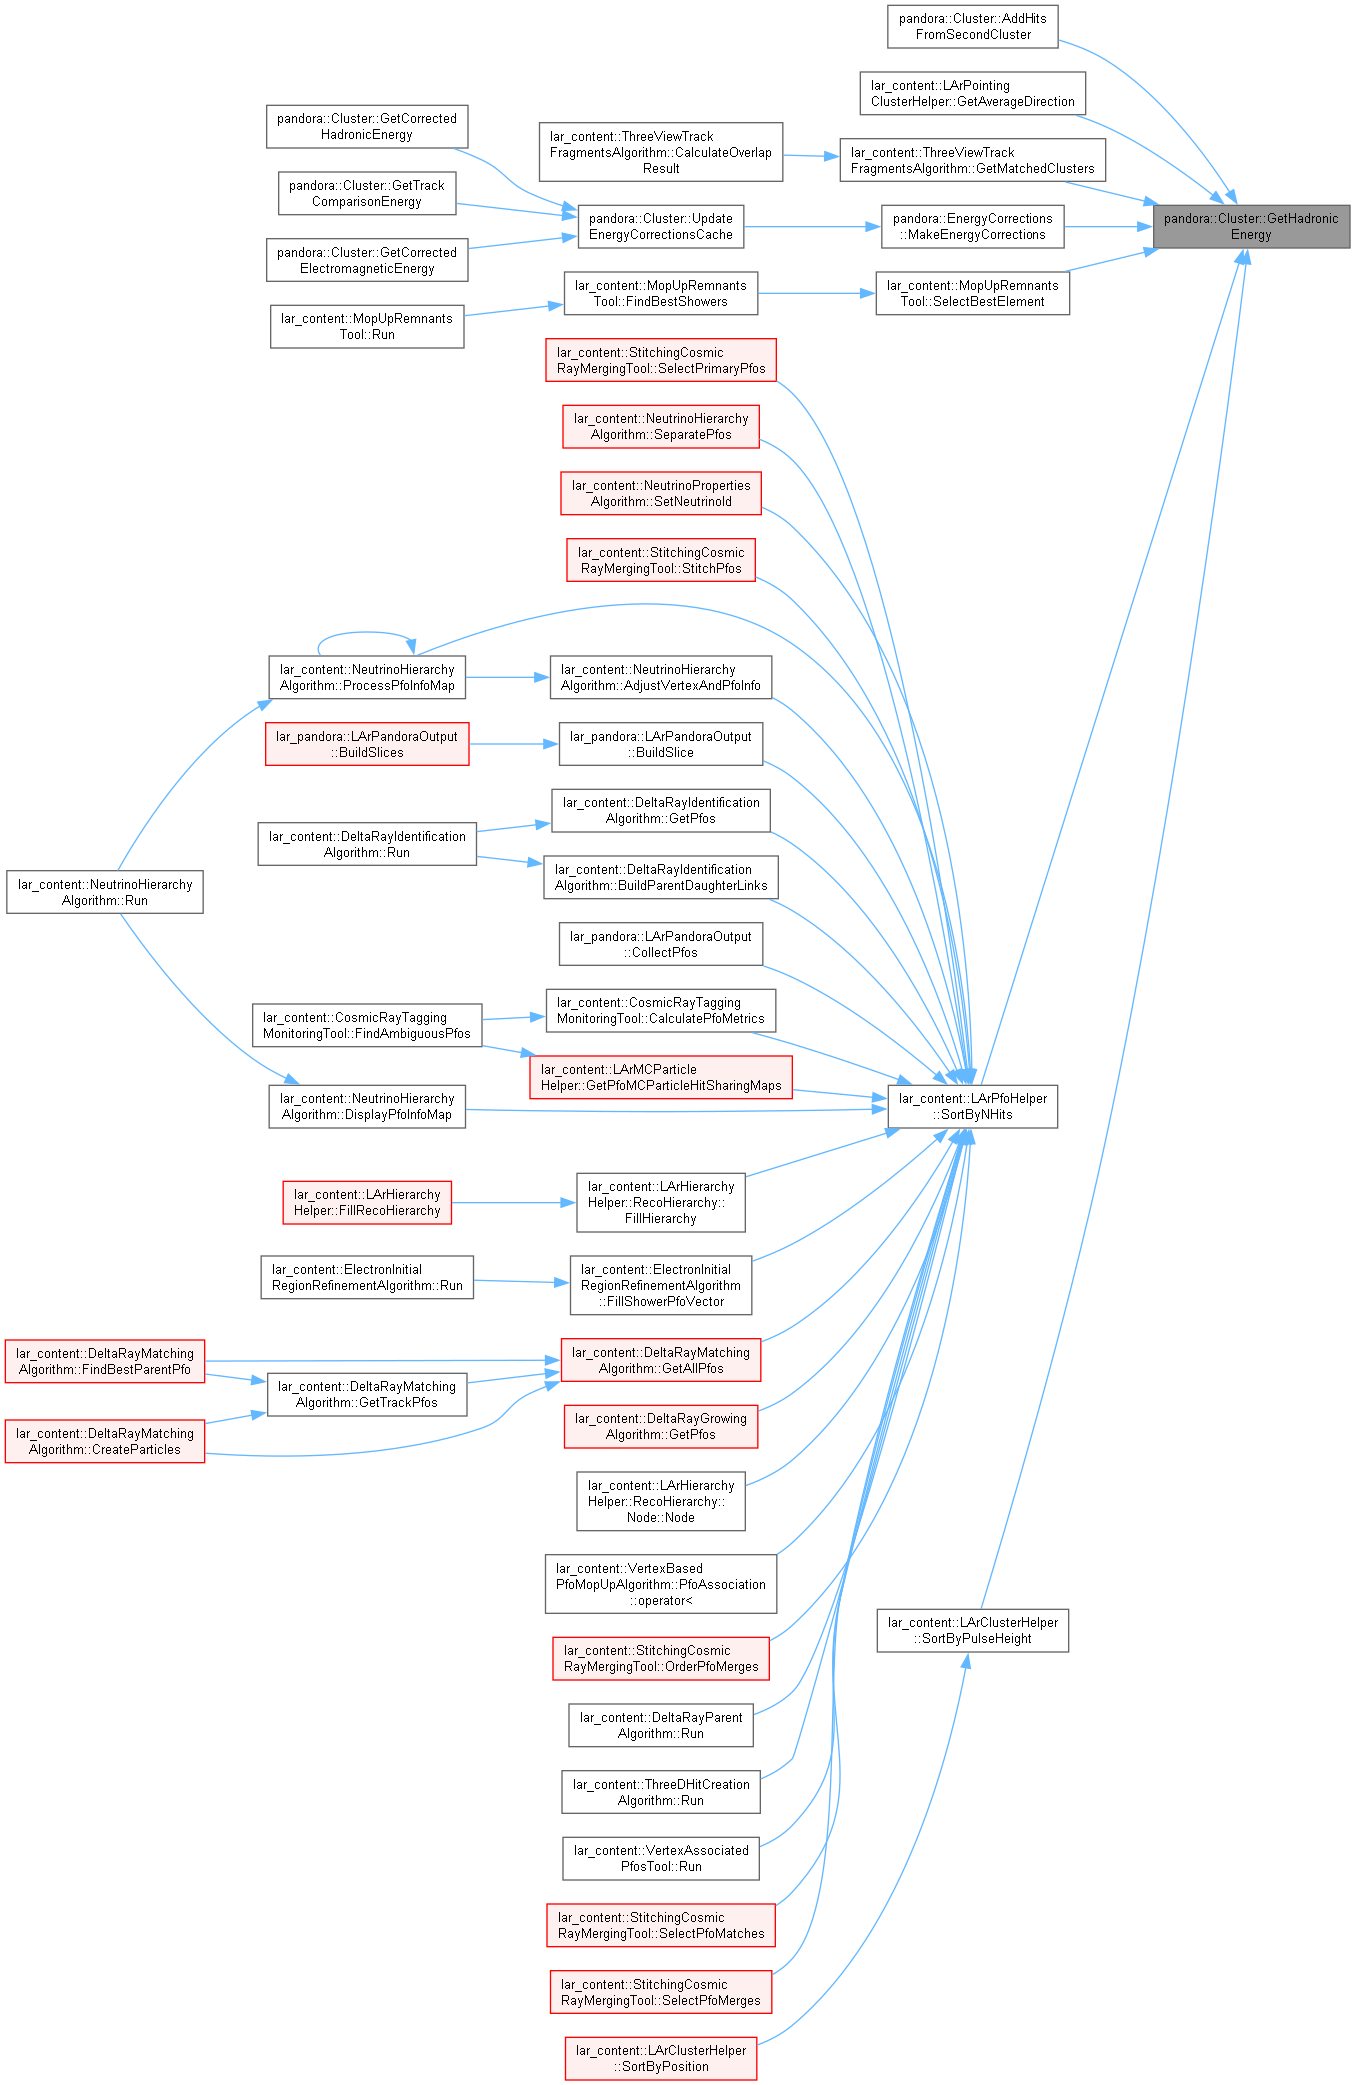 pandora::Cluster::AddHits
FromSecondCluster
lar_content::LArPointing
ClusterHelper::GetAverageDirection
pandora::Cluster::GetCorrected
HadronicEnergy
lar_content::ThreeViewTrack
FragmentsAlgorithm::CalculateOverlap
Result
lar_content::ThreeViewTrack
FragmentsAlgorithm::GetMatchedClusters
pandora::Cluster::GetTrack
ComparisonEnergy
pandora::Cluster::Update
EnergyCorrectionsCache
pandora::EnergyCorrections
::MakeEnergyCorrections
pandora::Cluster::GetHadronic
Energy
pandora::Cluster::GetCorrected
ElectromagneticEnergy
lar_content::MopUpRemnants
Tool::FindBestShowers
lar_content::MopUpRemnants
Tool::SelectBestElement
lar_content::MopUpRemnants
Tool::Run
lar_content::StitchingCosmic
RayMergingTool::SelectPrimaryPfos
lar_content::NeutrinoHierarchy
Algorithm::SeparatePfos
lar_content::NeutrinoProperties
Algorithm::SetNeutrinoId
lar_content::StitchingCosmic
RayMergingTool::StitchPfos
lar_content::NeutrinoHierarchy
Algorithm::ProcessPfoInfoMap
lar_content::NeutrinoHierarchy
Algorithm::AdjustVertexAndPfoInfo
lar_pandora::LArPandoraOutput
::BuildSlices
lar_pandora::LArPandoraOutput
::BuildSlice
lar_content::DeltaRayIdentification
Algorithm::GetPfos
lar_content::DeltaRayIdentification
Algorithm::Run
lar_content::DeltaRayIdentification
Algorithm::BuildParentDaughterLinks
lar_content::NeutrinoHierarchy
Algorithm::Run
lar_pandora::LArPandoraOutput
::CollectPfos
lar_content::CosmicRayTagging
MonitoringTool::CalculatePfoMetrics
lar_content::CosmicRayTagging
MonitoringTool::FindAmbiguousPfos
lar_content::LArMCParticle
Helper::GetPfoMCParticleHitSharingMaps
lar_content::NeutrinoHierarchy
Algorithm::DisplayPfoInfoMap
lar_content::LArPfoHelper
::SortByNHits
lar_content::LArHierarchy
Helper::FillRecoHierarchy
lar_content::LArHierarchy
Helper::RecoHierarchy::
FillHierarchy
lar_content::ElectronInitial
RegionRefinementAlgorithm::Run
lar_content::ElectronInitial
RegionRefinementAlgorithm
::FillShowerPfoVector
lar_content::DeltaRayMatching
Algorithm::FindBestParentPfo
lar_content::DeltaRayMatching
Algorithm::GetAllPfos
lar_content::DeltaRayMatching
Algorithm::GetTrackPfos
lar_content::DeltaRayMatching
Algorithm::CreateParticles
lar_content::DeltaRayGrowing
Algorithm::GetPfos
lar_content::LArHierarchy
Helper::RecoHierarchy::
Node::Node
lar_content::VertexBased
PfoMopUpAlgorithm::PfoAssociation
::operator<
lar_content::StitchingCosmic
RayMergingTool::OrderPfoMerges
lar_content::LArClusterHelper
::SortByPulseHeight
lar_content::DeltaRayParent
Algorithm::Run
lar_content::ThreeDHitCreation
Algorithm::Run
lar_content::VertexAssociated
PfosTool::Run
lar_content::StitchingCosmic
RayMergingTool::SelectPfoMatches
lar_content::StitchingCosmic
RayMergingTool::SelectPfoMerges
lar_content::LArClusterHelper
::SortByPosition